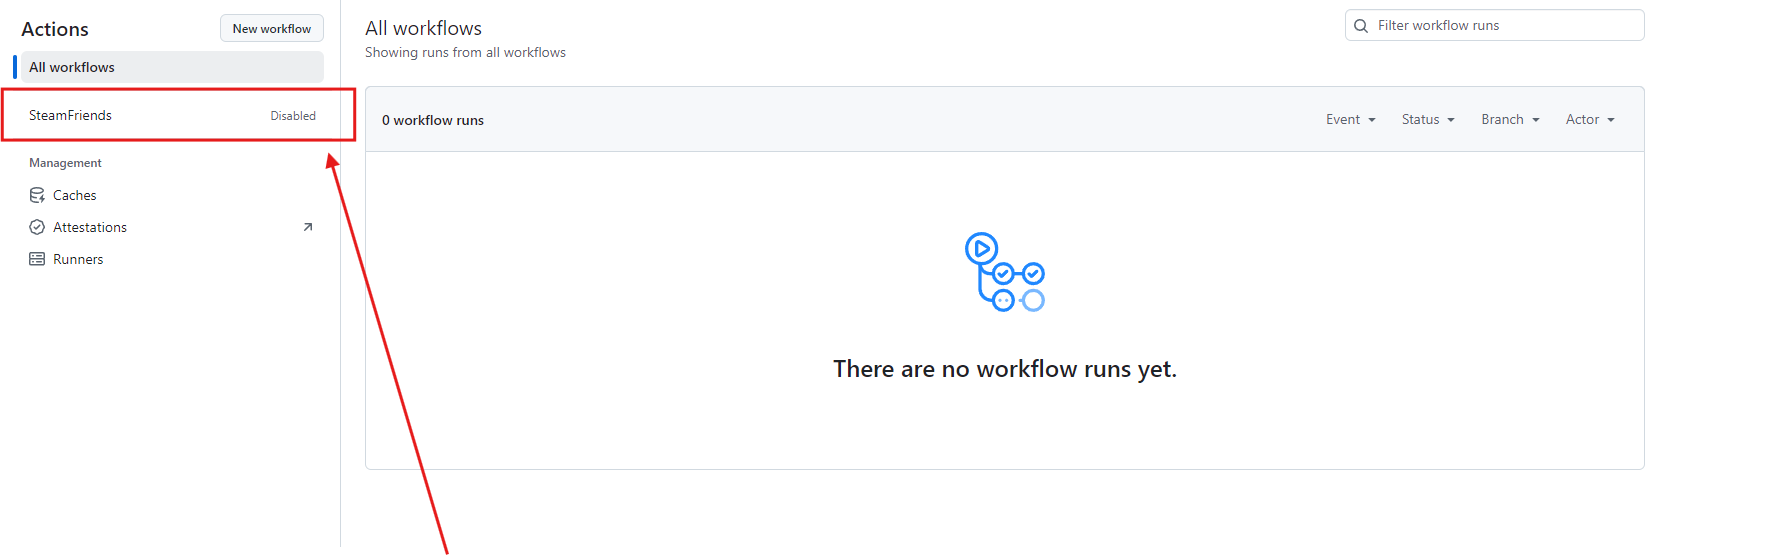 Actions
New workflow
All workflows
SteamFriends Disabled
Management
Caches
Attestations
Runners
All workflows
Showing runs from all workflows
Filter workflow runs
0 workflow runs
Event Status Branch Actor
There are no workflow runs yet.